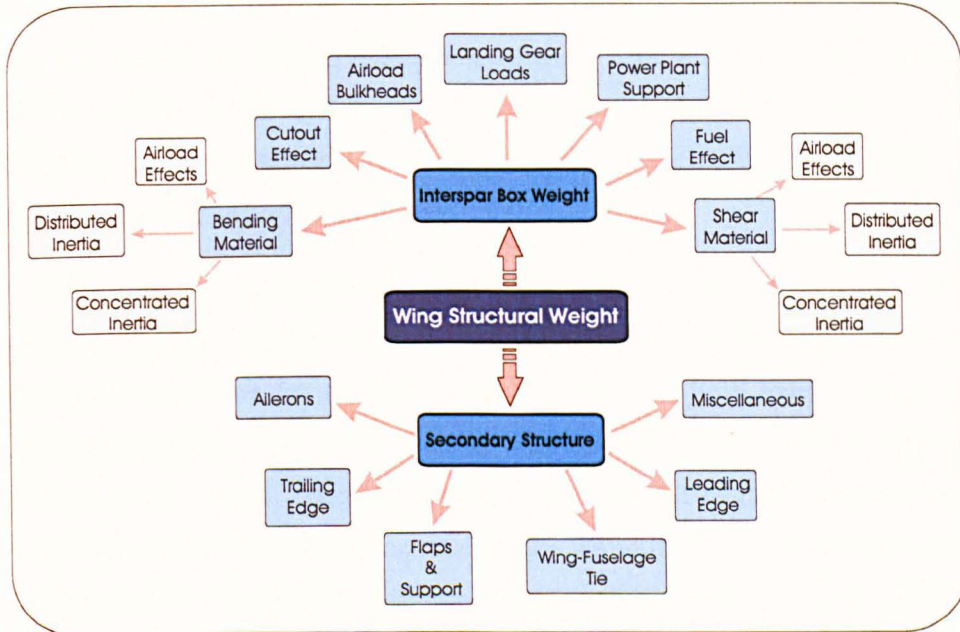 Landing Gear
Loads
Airload
Bulkheads
Power Plant
Support
Cutout
Effect
Fuel
Effect
Airload
Effects
Airload
Effects
Interspar Box Weight
Distributed
Inertia
Bending
Material
Shear
Material
Distributed
Inertia
Concentrated
Inertia
Wing Structural Weight
Concentrated
Inertia
Ailerons
Miscellaneous
Secondary Structure
Trailing
Edge
Leading
Edge
Flaps
&
Support
Wing-Fuselage
Tie